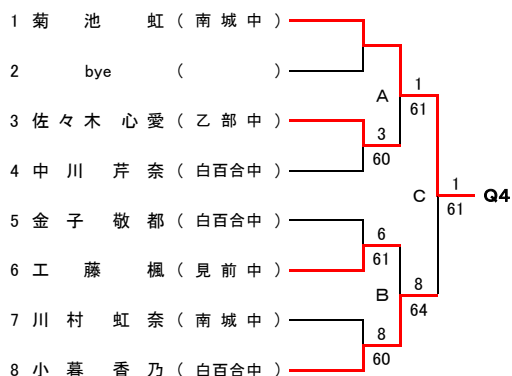 1 菊 池 虹 ( 南 城 中 )
2 bye ( )
3 佐 々 木 心 愛 ( 乙 部 中 )
4 中 川 芹 奈 ( 白百合中 )
5 金 子 敬 都 ( 白百合中 )
6 工 藤 楓 ( 見 前 中 )
7 川 村 虹 奈 ( 南 城 中 )
8 小 暮 香 乃 ( 白百合中 )
A
1
61
3
60
C
1
61
Q4
6
61
B
8
64
8
60